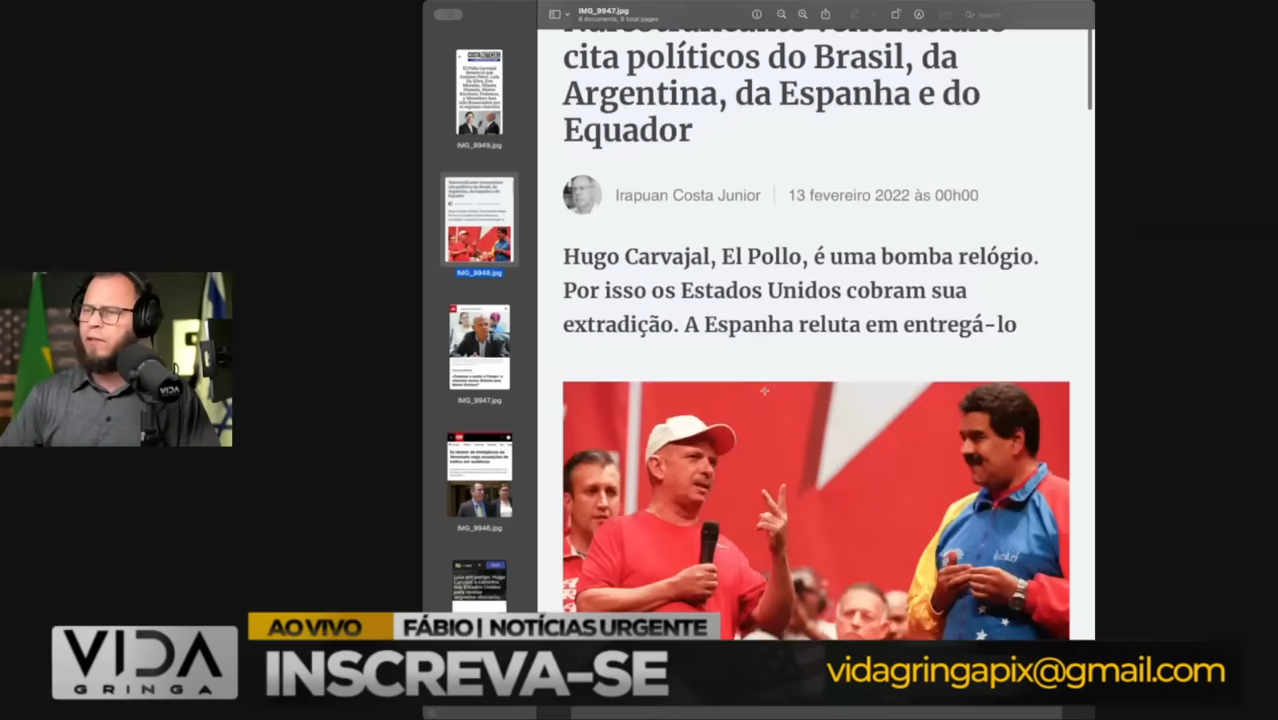 IMG_9947.jpg
8 documents, 8 total pages
Search
cita políticos do Brasil, da
Argentina, da Espanha e do
Equador
Irapuan Costa Junior
13 fevereiro 2022 às 00h00
Hugo Carvajal, El Pollo, é uma bomba relógio.
Por isso os Estados Unidos cobram sua
extradição. A Espanha reluta em entregá-lo
IMG_9949.jpg
IMG_9948.jpg
IMG_9947.jpg
IMG_9946.jpg
VIDA
VIDA
GRINGA
AO VIVO
FÁBIO | NOTÍCIAS URGENTE
INSCREVA-SE
vidagringapix@gmail.com